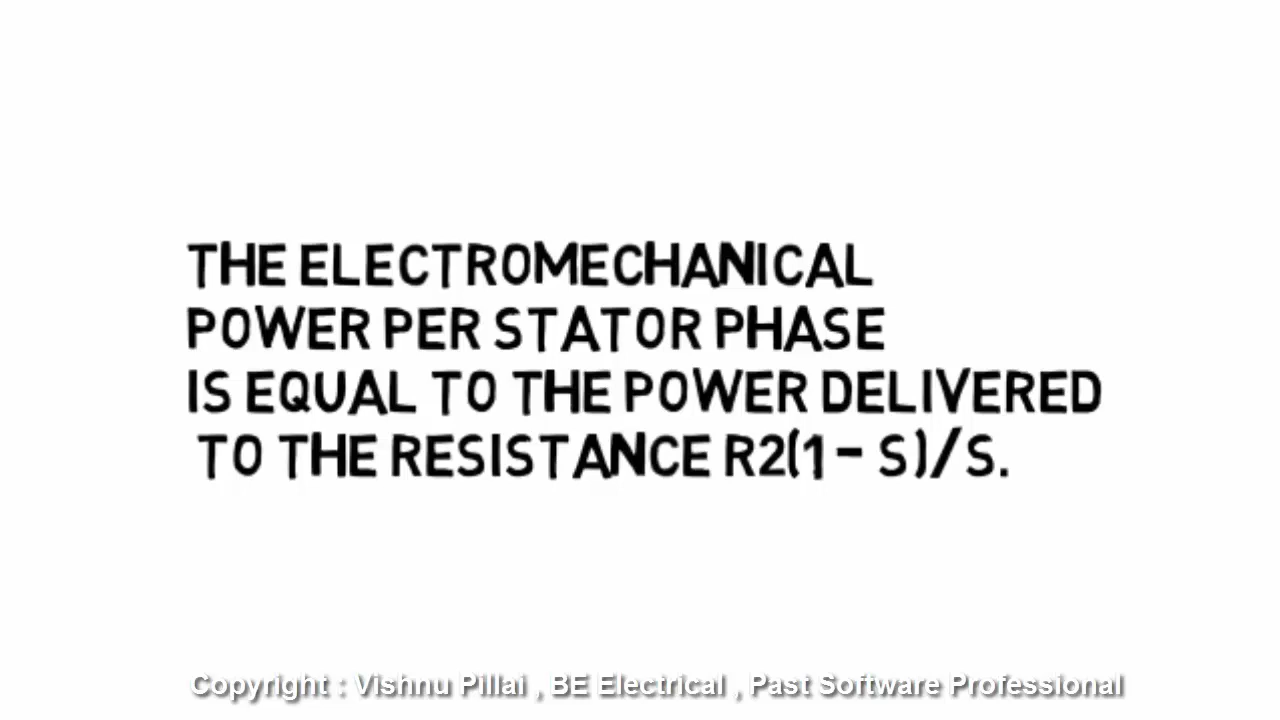 THE ELECTROMECHANICAL
POWER PER STATOR PHASE
IS EQUAL TO THE POWER DELIVERED
TO THE RESISTANCE R2(1 - S)/S.
Copyright : Vishnu Pillai , BE Electrical , Past Software Professional